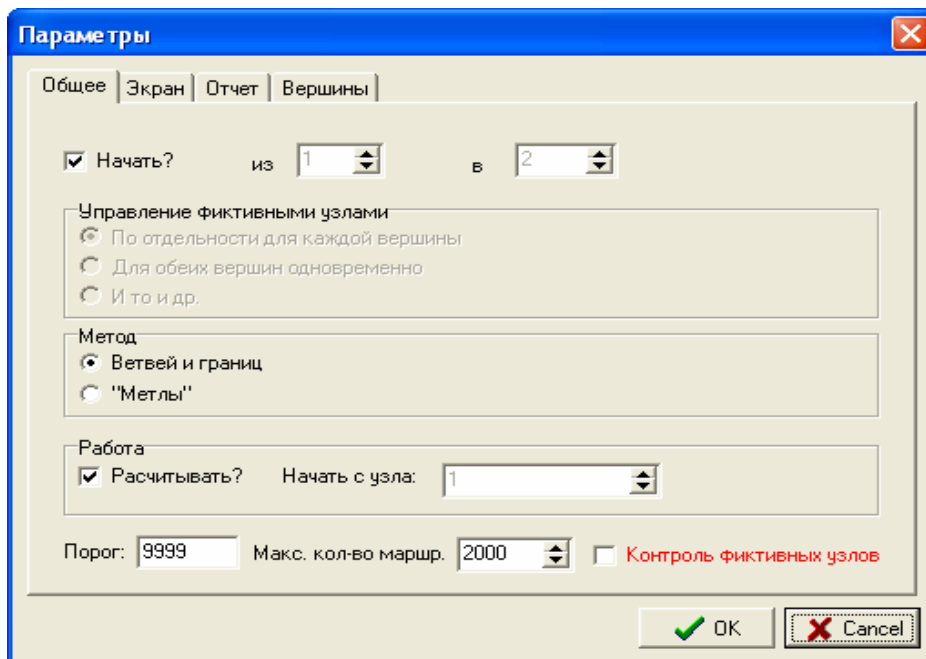 Параметры
Общее Экран Отчет Вершины
Начать? из 1 в 2
Управление фиктивными узлами
По отдельности для каждой вершины
Для обеих вершин одновременно
И то и др.
Метод
Ветвей и границ
"Метлы"
Работа
Расчитывать? Начать с узла: 1
Порог: 9999 Макс. кол-во маршр. 2000 Контроль фиктивных узлов
OK Cancel